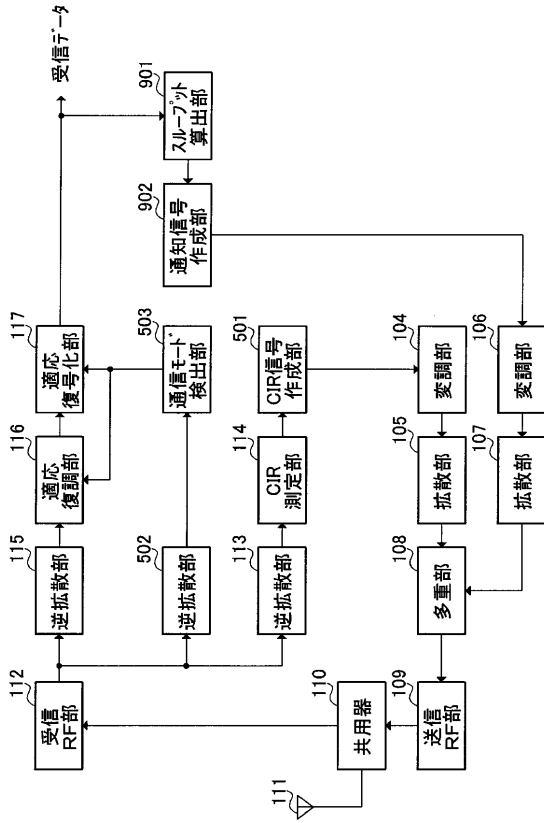 112
受信
RF部
115
逆拡散部
116
適応
復調部
117
適応
復号化部
受信データ
502
逆拡散部
503
通信モード
検出部
902
通知信号
作成部
901
スループット
算出部
113
逆拡散部
114
CIR
測定部
501
CIR信号
作成部
111
110
共用器
109
送信
RF部
108
多重部
105
拡散部
104
変調部
107
拡散部
106
変調部